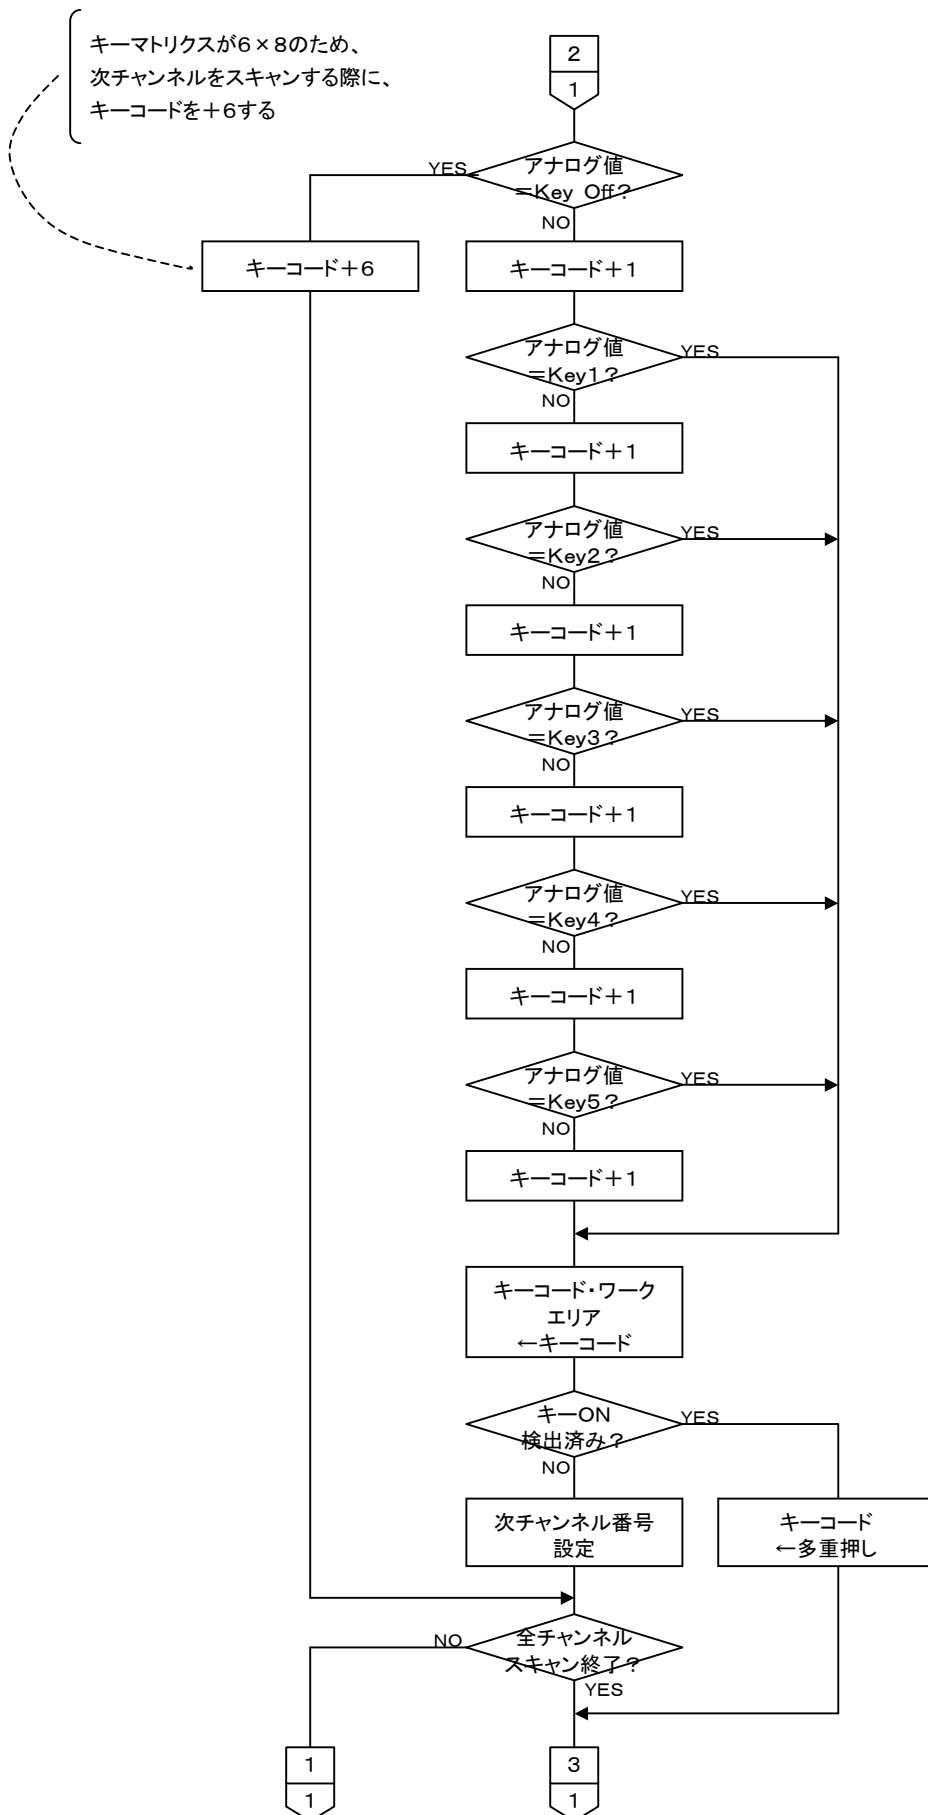 キーマトリクスが6×8のため、
次チャンネルをスキャンする際に、
キーコードを+6する
2
1
アナログ値
=Key Off?
YES
NO
キーコード+6
キーコード+1
アナログ値
=Key1?
YES
NO
キーコード+1
アナログ値
=Key2?
YES
NO
キーコード+1
アナログ値
=Key3?
YES
NO
キーコード+1
アナログ値
=Key4?
YES
NO
キーコード+1
アナログ値
=Key5?
YES
NO
キーコード+1
キーコード・ワーク
エリア
←キーコード
キーON
検出済み?
YES
NO
次チャンネル番号
設定
キーコード
←多重押し
全チャンネル
スキャン終了?
NO
YES
1
1
3
1